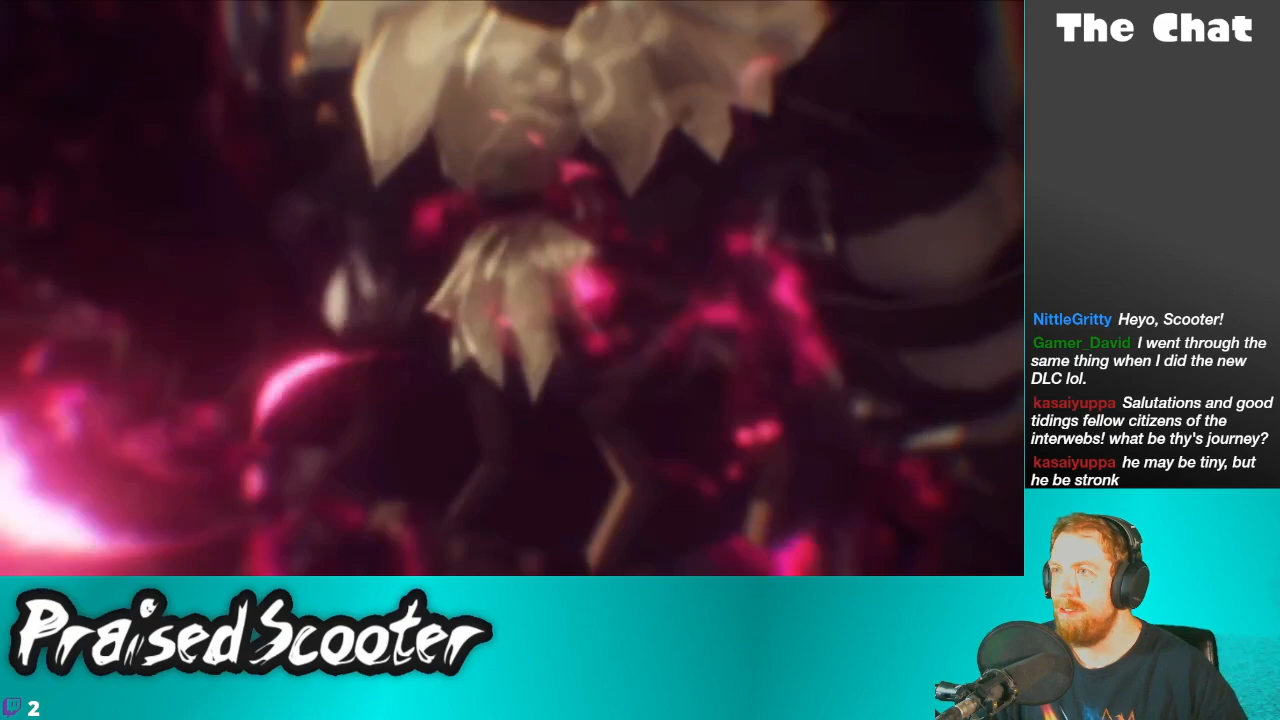 The Chat
NittleGritty Heyo, Scooter!
Gamer_David I went through the
same thing when I did the new
DLC lol.
kasaiyuppa Salutations and good
tidings fellow citizens of the
interwebs! what be thy's journey?
kasaiyuppa he may be tiny, but
he be stronk
PraisedScooter
2